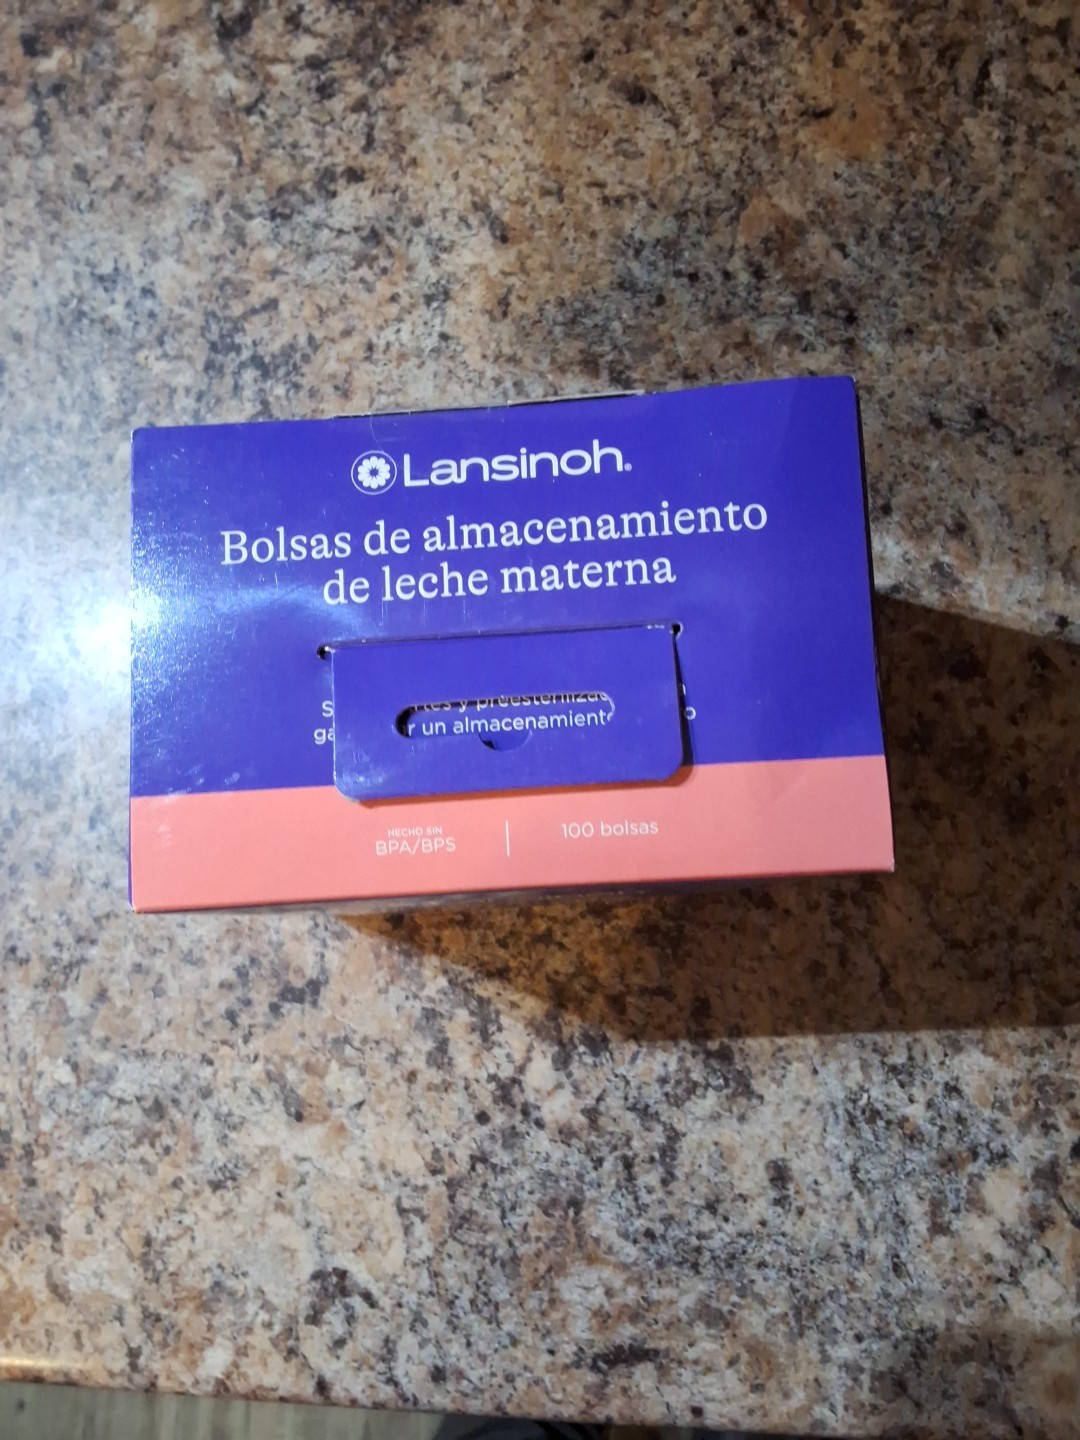 Lansinoh®
Bolsas de almacenamiento
de leche materna
y
un almacenamiento
HECHO SIN
BPA/BPS
100 bolsas